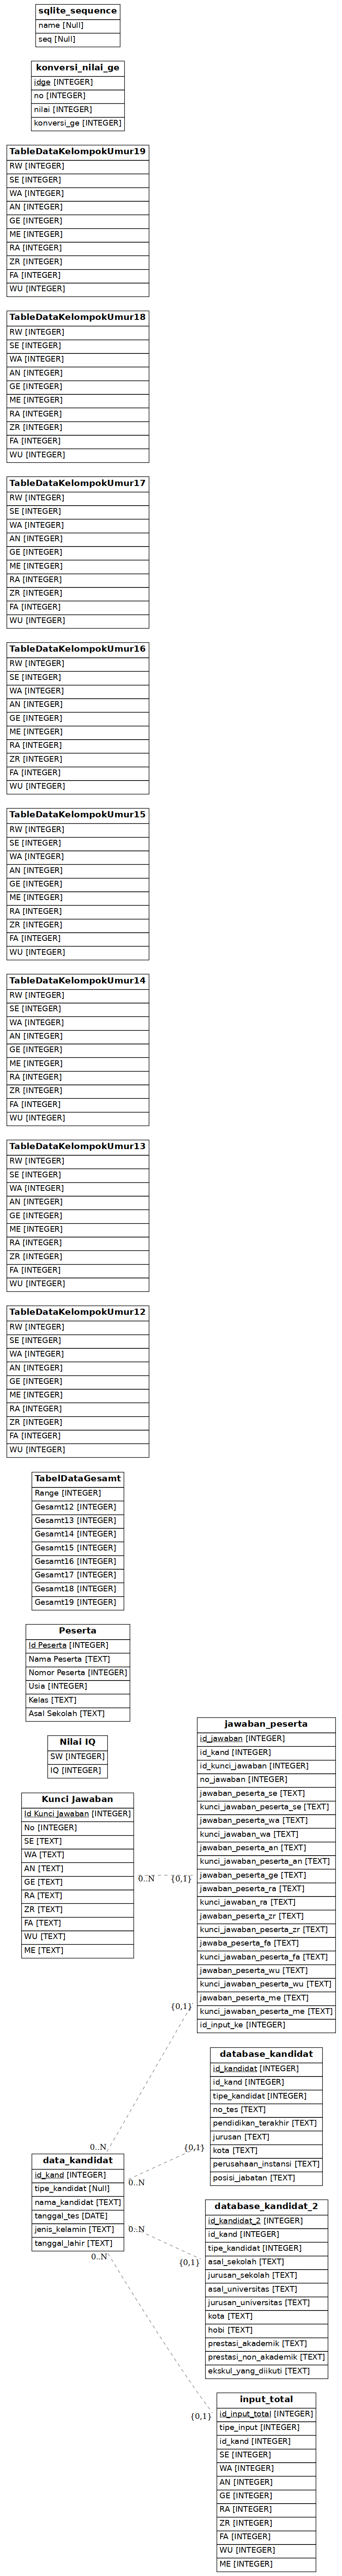 sqlite_sequence
name [Null]
seq [Null]
konversi_nilai_ge
idge [INTEGER]
no [INTEGER]
nilai [INTEGER]
konversi_ge [INTEGER]
TableDataKelompokUmur19
RW [INTEGER]
SE [INTEGER]
WA [INTEGER]
AN [INTEGER]
GE [INTEGER]
ME [INTEGER]
RA [INTEGER]
ZR [INTEGER]
FA [INTEGER]
WU [INTEGER]
TableDataKelompokUmur18
RW [INTEGER]
SE [INTEGER]
WA [INTEGER]
AN [INTEGER]
GE [INTEGER]
ME [INTEGER]
RA [INTEGER]
ZR [INTEGER]
FA [INTEGER]
WU [INTEGER]
TableDataKelompokUmur17
RW [INTEGER]
SE [INTEGER]
WA [INTEGER]
AN [INTEGER]
GE [INTEGER]
ME [INTEGER]
RA [INTEGER]
ZR [INTEGER]
FA [INTEGER]
WU [INTEGER]
TableDataKelompokUmur16
RW [INTEGER]
SE [INTEGER]
WA [INTEGER]
AN [INTEGER]
GE [INTEGER]
ME [INTEGER]
RA [INTEGER]
ZR [INTEGER]
FA [INTEGER]
WU [INTEGER]
TableDataKelompokUmur15
RW [INTEGER]
SE [INTEGER]
WA [INTEGER]
AN [INTEGER]
GE [INTEGER]
ME [INTEGER]
RA [INTEGER]
ZR [INTEGER]
FA [INTEGER]
WU [INTEGER]
TableDataKelompokUmur14
RW [INTEGER]
SE [INTEGER]
WA [INTEGER]
AN [INTEGER]
GE [INTEGER]
ME [INTEGER]
RA [INTEGER]
ZR [INTEGER]
FA [INTEGER]
WU [INTEGER]
TableDataKelompokUmur13
RW [INTEGER]
SE [INTEGER]
WA [INTEGER]
AN [INTEGER]
GE [INTEGER]
ME [INTEGER]
RA [INTEGER]
ZR [INTEGER]
FA [INTEGER]
WU [INTEGER]
TableDataKelompokUmur12
RW [INTEGER]
SE [INTEGER]
WA [INTEGER]
AN [INTEGER]
GE [INTEGER]
ME [INTEGER]
RA [INTEGER]
ZR [INTEGER]
FA [INTEGER]
WU [INTEGER]
TabelDataGesamt
Range [INTEGER]
Gesamt12 [INTEGER]
Gesamt13 [INTEGER]
Gesamt14 [INTEGER]
Gesamt15 [INTEGER]
Gesamt16 [INTEGER]
Gesamt17 [INTEGER]
Gesamt18 [INTEGER]
Gesamt19 [INTEGER]
Peserta
Id Peserta [INTEGER]
Nama Peserta [TEXT]
Nomor Peserta [INTEGER]
Usia [INTEGER]
Kelas [TEXT]
Asal Sekolah [TEXT]
Nilai IQ
SW [INTEGER]
IQ [INTEGER]
Kunci Jawaban
Id Kunci Jawaban [INTEGER]
No [INTEGER]
SE [TEXT]
WA [TEXT]
AN [TEXT]
GE [TEXT]
RA [TEXT]
ZR [TEXT]
FA [TEXT]
WU [TEXT]
ME [TEXT]
0..N
{0,1}
jawaban_peserta
id_jawaban [INTEGER]
id_kand [INTEGER]
id_kunci_jawaban [INTEGER]
no_jawaban [INTEGER]
jawaban_peserta_se [TEXT]
kunci_jawaban_peserta_se [TEXT]
jawaban_peserta_wa [TEXT]
kunci_jawaban_wa [TEXT]
jawaban_peserta_an [TEXT]
kunci_jawaban_peserta_an [TEXT]
jawaban_peserta_ge [TEXT]
kunci_jawaban_peserta_ge [TEXT]
jawaban_peserta_ra [TEXT]
kunci_jawaban_ra [TEXT]
jawaban_peserta_zr [TEXT]
kunci_jawaban_peserta_zr [TEXT]
jawaba_peserta_fa [TEXT]
kunci_jawaban_peserta_fa [TEXT]
jawaban_peserta_wu [TEXT]
kunci_jawaban_peserta_wu [TEXT]
jawaban_peserta_me [TEXT]
kunci_jawaban_peserta_me [TEXT]
id_input_ke [INTEGER]
{0,1}
0..N
data_kandidat
id_kand [INTEGER]
tipe_kandidat [Null]
nama_kandidat [TEXT]
tanggal_tes [DATE]
jenis_kelamin [TEXT]
tanggal_lahir [TEXT]
0..N
{0,1}
0..N
{0,1}
0..N
{0,1}
database_kandidat
id_kandidat [INTEGER]
id_kand [INTEGER]
tipe_kandidat [INTEGER]
no_tes [TEXT]
pendidikan_terakhir [TEXT]
jurusan [TEXT]
kota [TEXT]
perusahaan_instansi [TEXT]
posisi_jabatan [TEXT]
database_kandidat_2
id_kandidat_2 [INTEGER]
id_kand [INTEGER]
tipe_kandidat [INTEGER]
asal_sekolah [TEXT]
jurusan_sekolah [TEXT]
asal_universitas [TEXT]
jurusan_universitas [TEXT]
kota [TEXT]
hobi [TEXT]
prestasi_akademik [TEXT]
prestasi_non_akademik [TEXT]
ekskul_yang_diikuti [TEXT]
input_total
id_input_total [INTEGER]
tipe_input [INTEGER]
id_kand [INTEGER]
SE [INTEGER]
WA [INTEGER]
AN [INTEGER]
GE [INTEGER]
RA [INTEGER]
ZR [INTEGER]
FA [INTEGER]
WU [INTEGER]
ME [INTEGER]